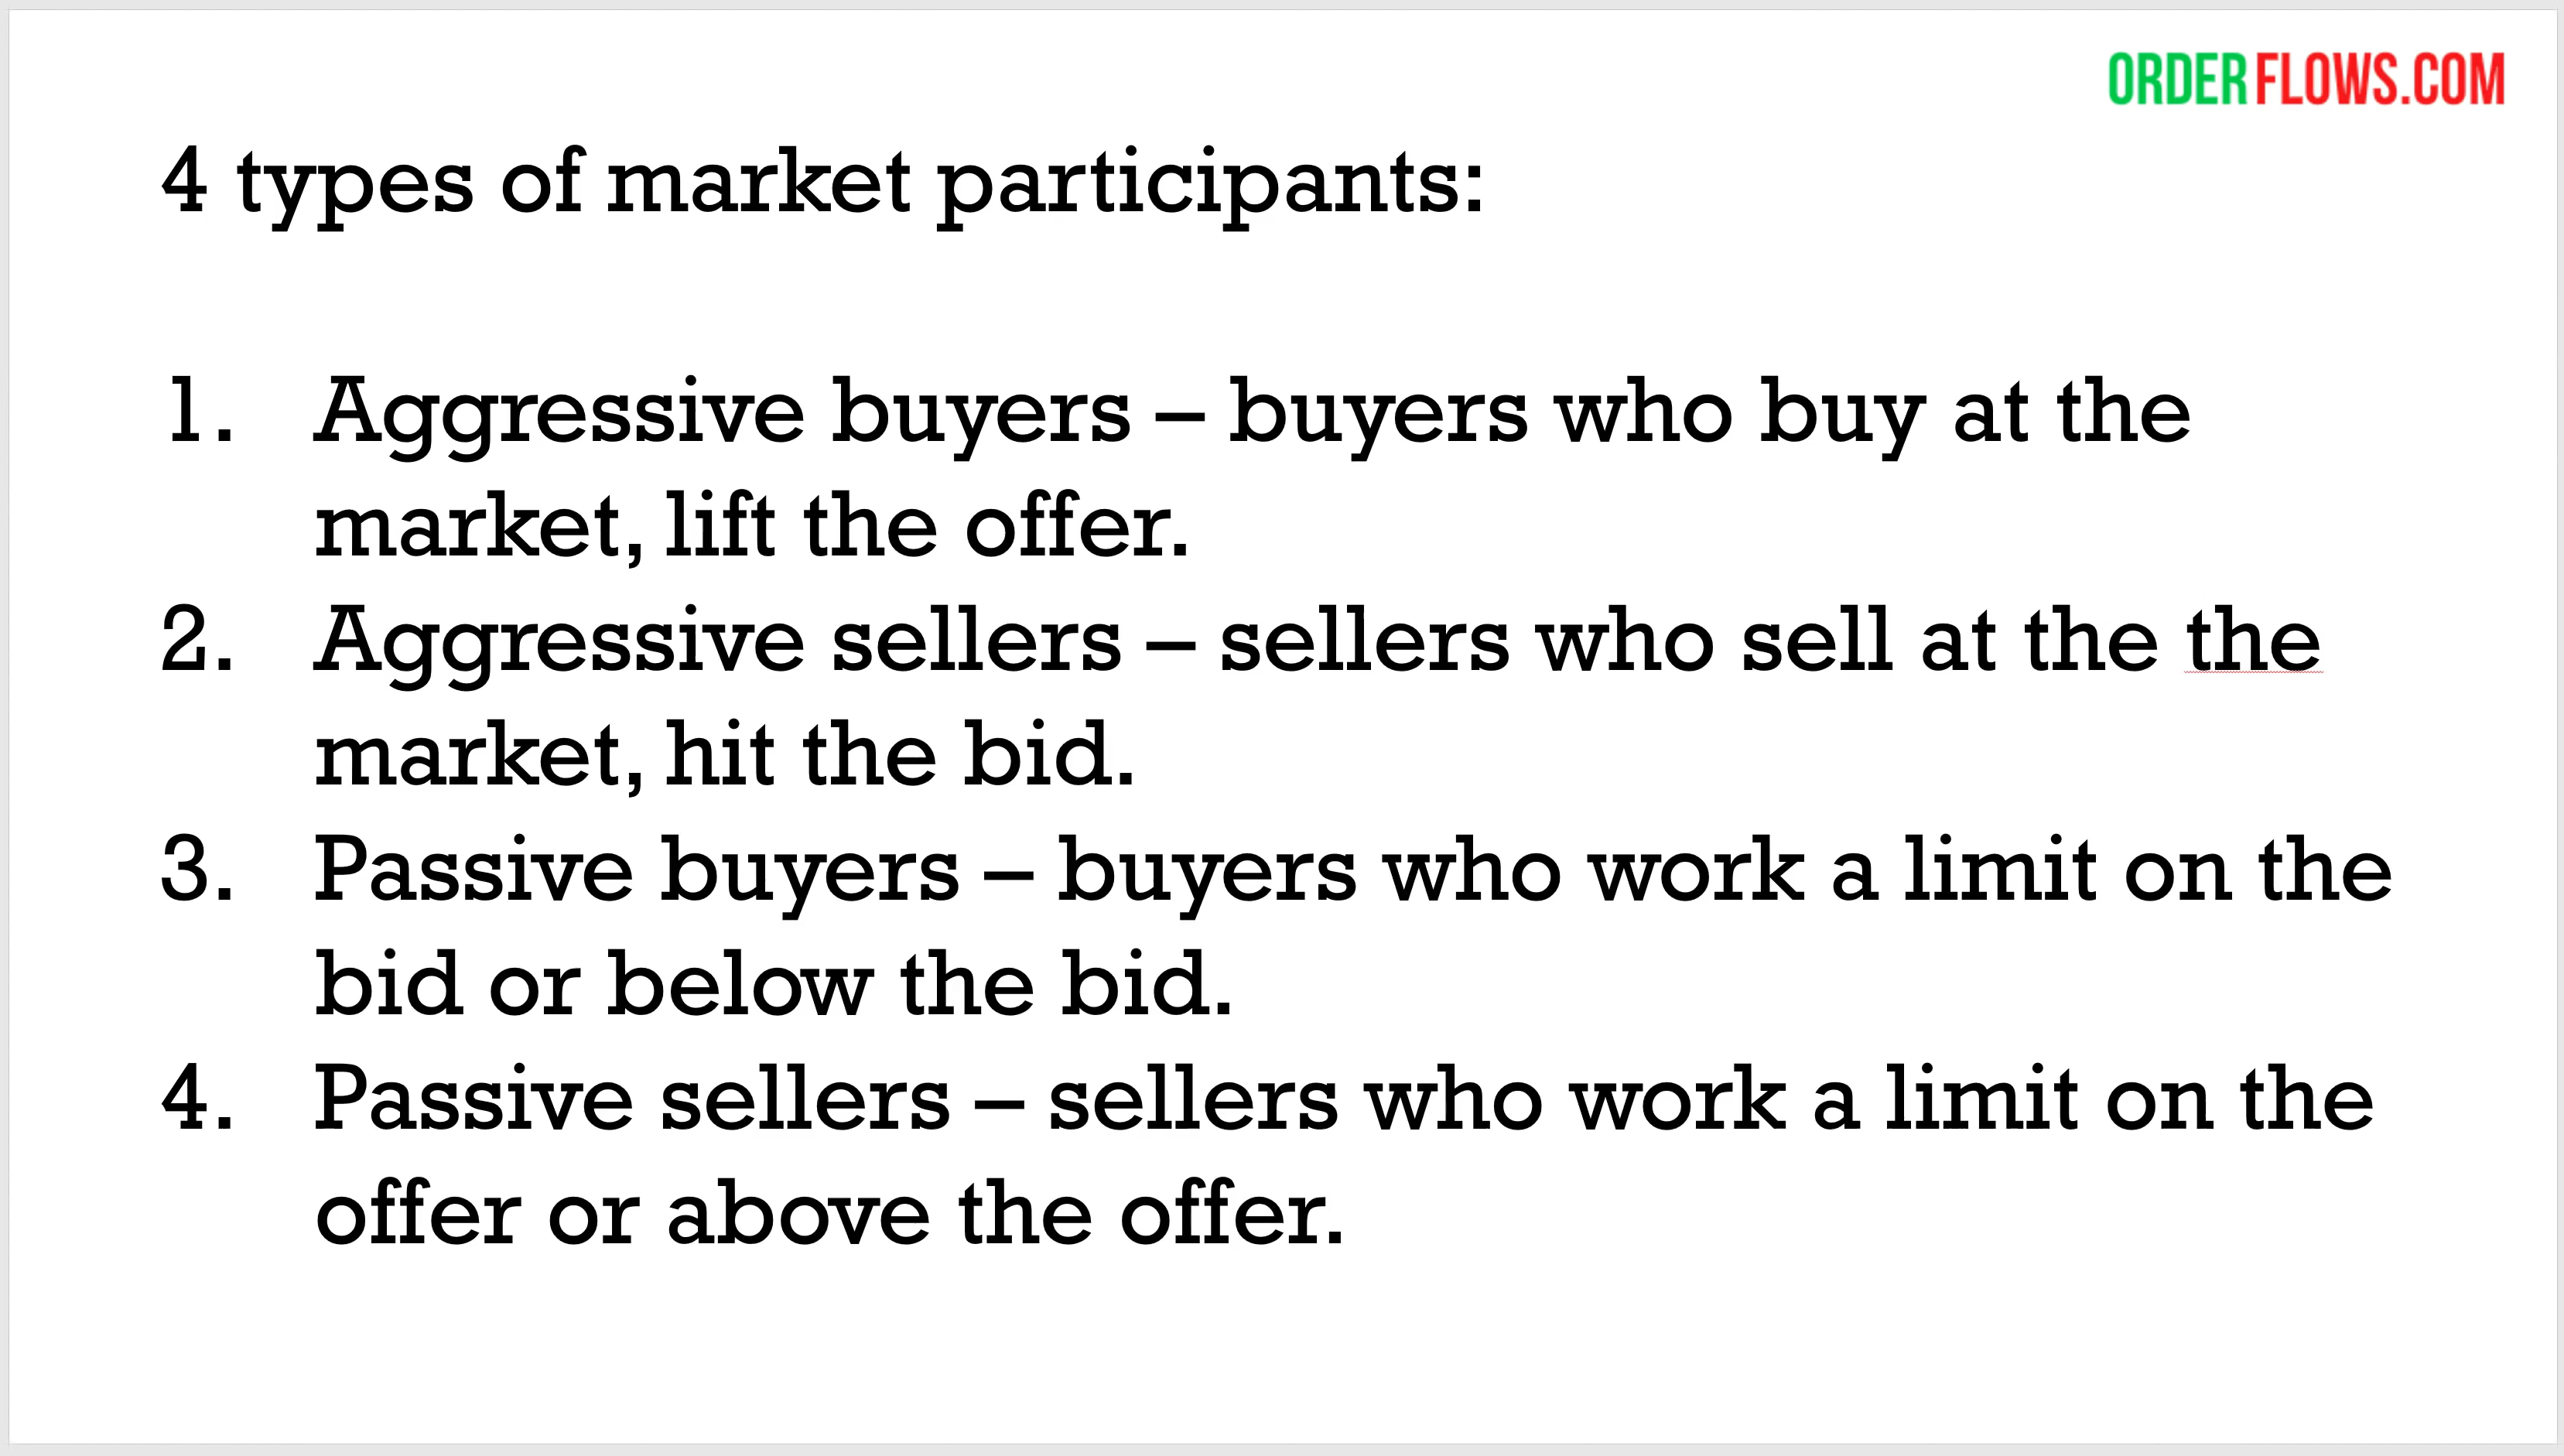 ORDERFLOWS.COM
4 types of market participants:
1. Aggressive buyers – buyers who buy at the
market, lift the offer.
2. Aggressive sellers – sellers who sell at the the
market, hit the bid.
3. Passive buyers – buyers who work a limit on the
bid or below the bid.
4. Passive sellers – sellers who work a limit on the
offer or above the offer.